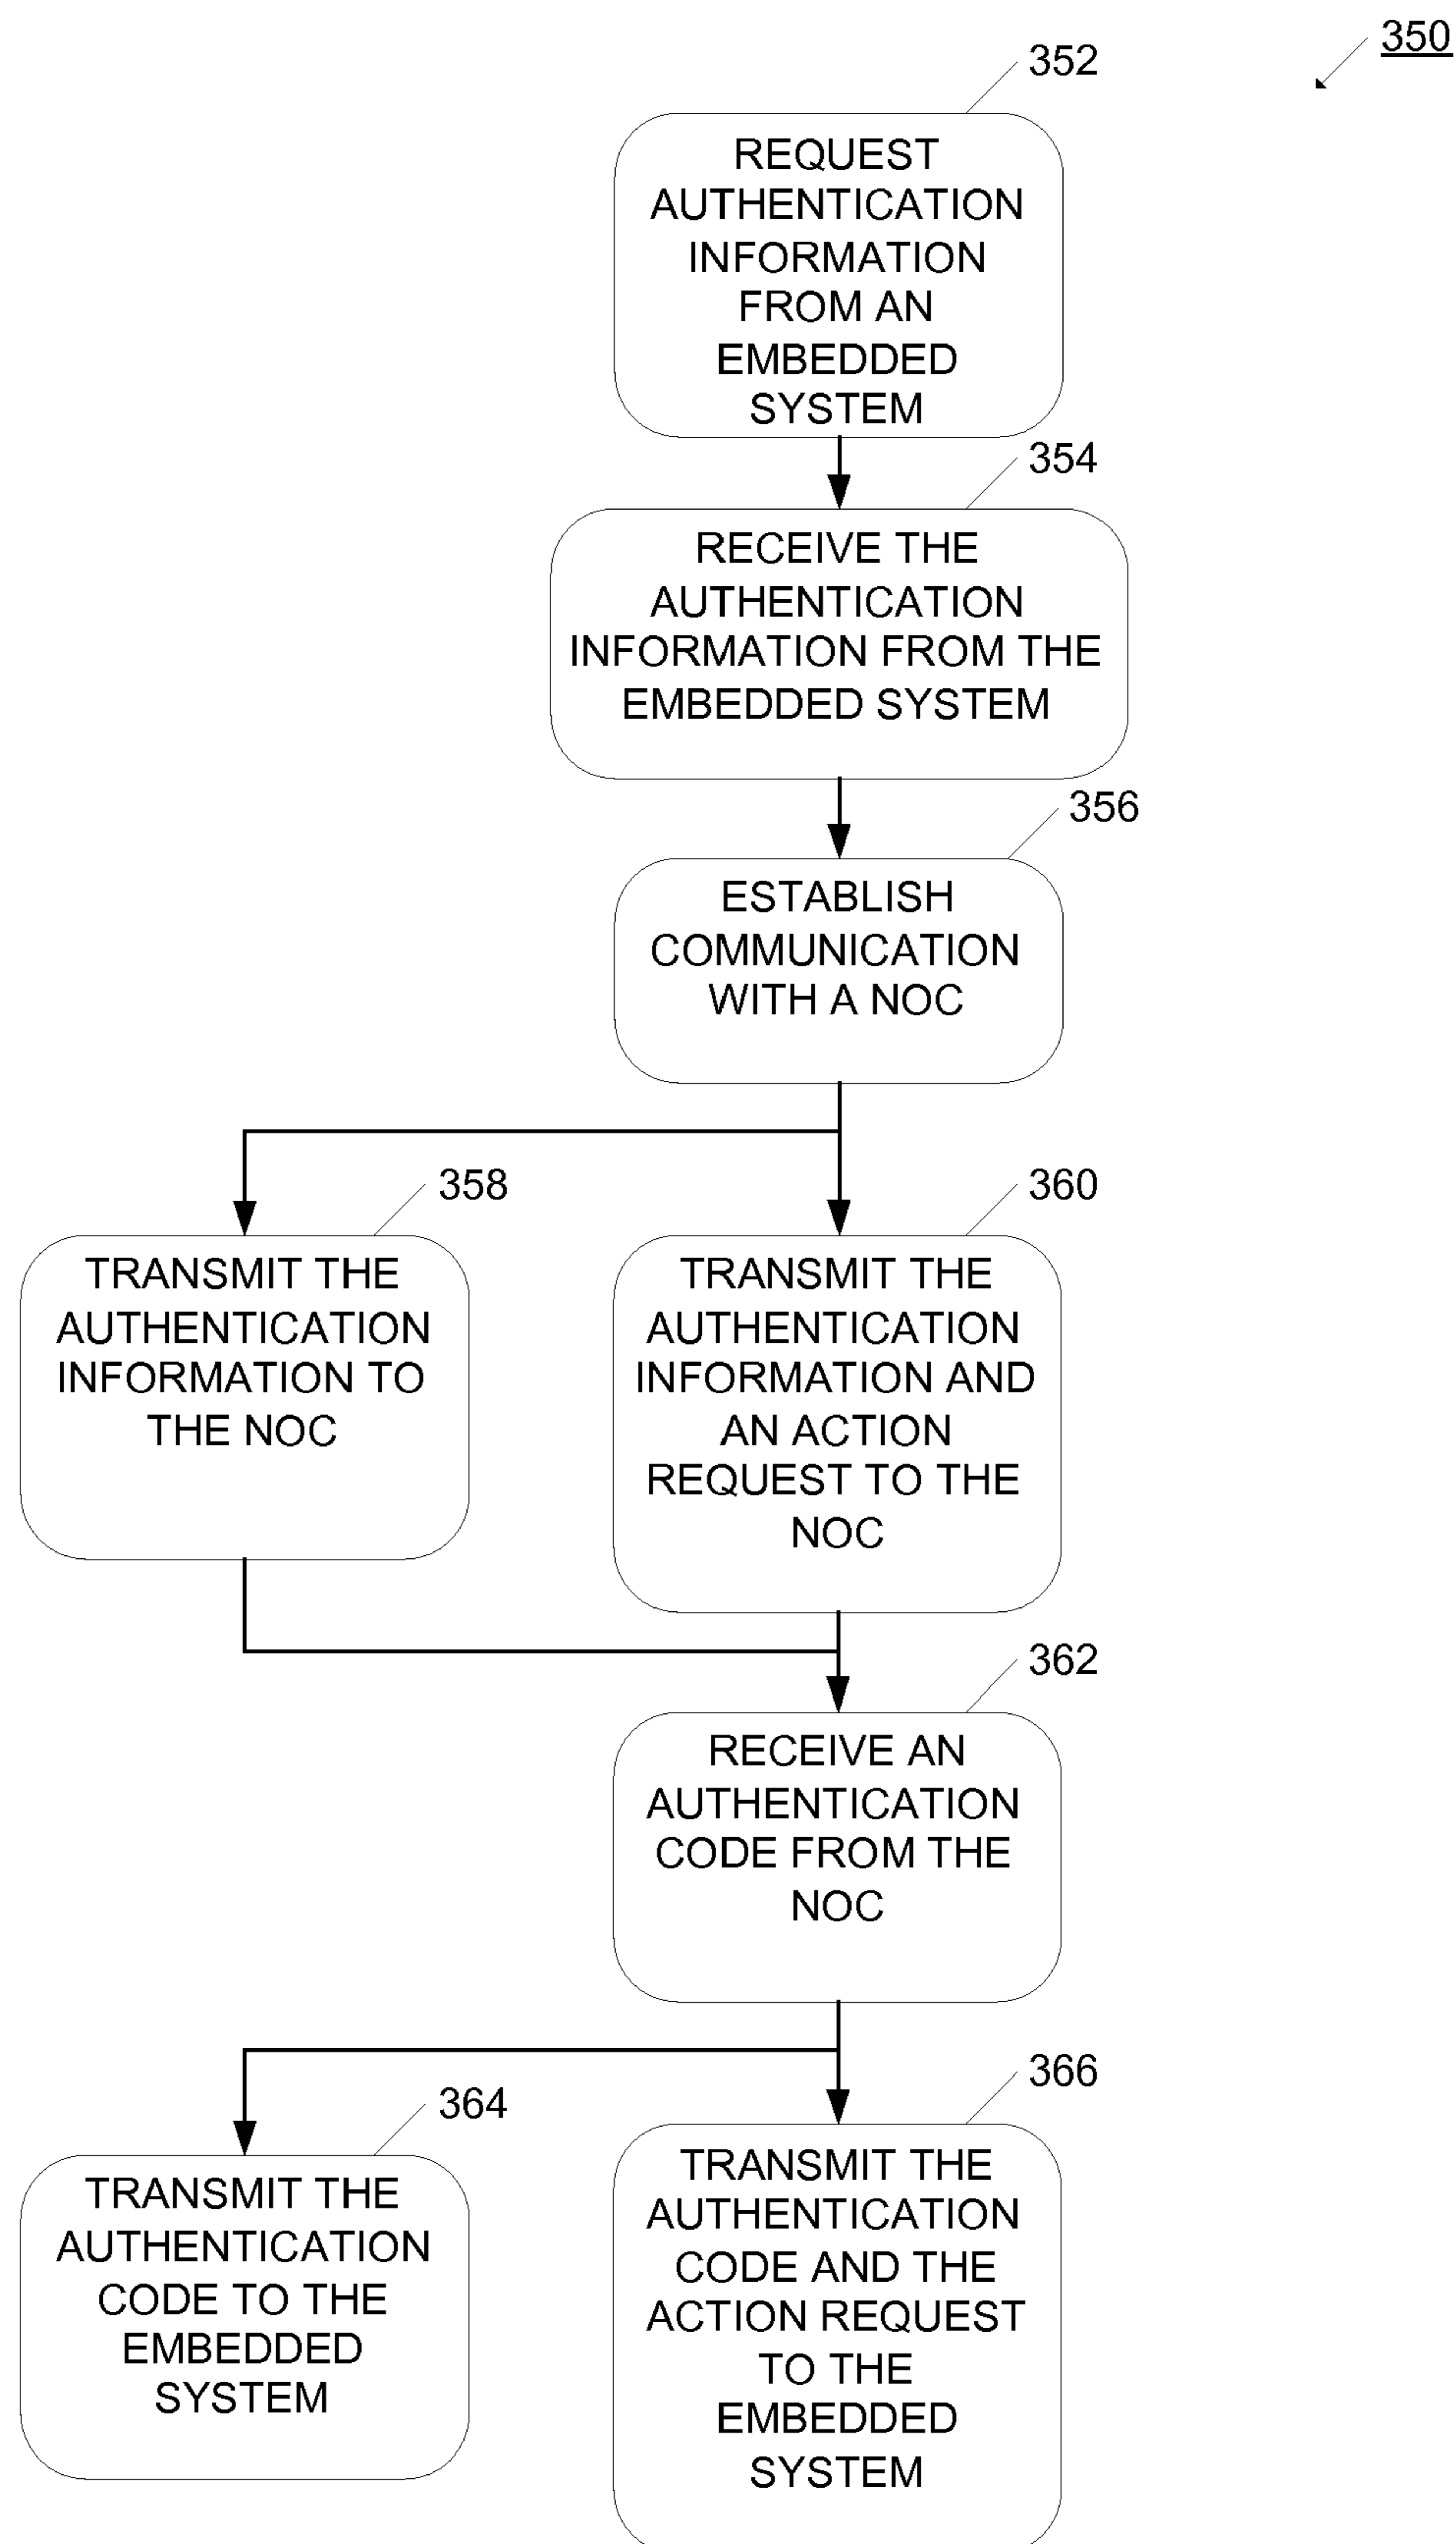 350
352
REQUEST
AUTHENTICATION
INFORMATION
FROM AN
EMBEDDED
SYSTEM
354
RECEIVE THE
AUTHENTICATION
INFORMATION FROM THE
EMBEDDED SYSTEM
356
ESTABLISH
COMMUNICATION
WITH A NOC
358
TRANSMIT THE
AUTHENTICATION
INFORMATION TO
THE NOC
360
TRANSMIT THE
AUTHENTICATION
INFORMATION AND
AN ACTION
REQUEST TO THE
NOC
362
RECEIVE AN
AUTHENTICATION
CODE FROM THE
NOC
364
TRANSMIT THE
AUTHENTICATION
CODE TO THE
EMBEDDED
SYSTEM
366
TRANSMIT THE
AUTHENTICATION
CODE AND THE
ACTION REQUEST
TO THE
EMBEDDED
SYSTEM